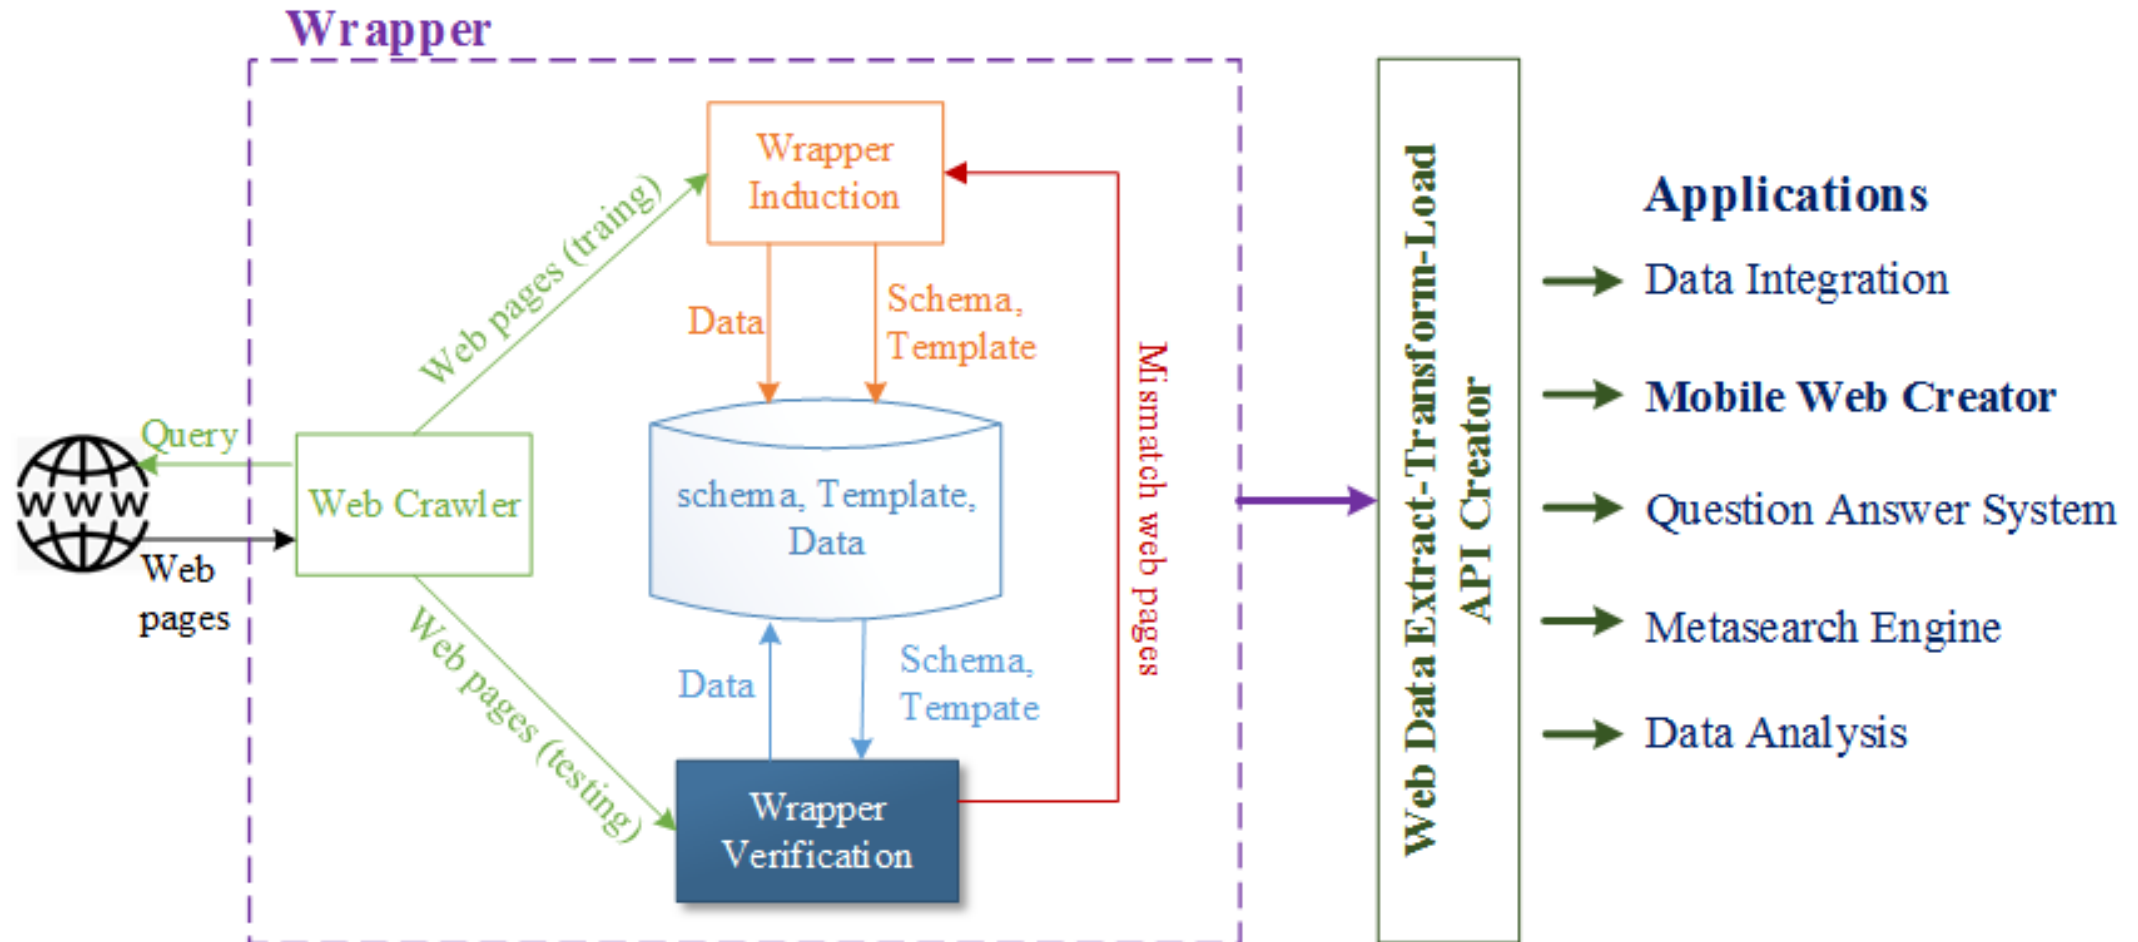 Wrapper
Wrapper
Induction
Web pages (traing)
Data
Schema,
Template
Query
WWW
Web
pages
Web Crawler
schema, Template,
Data
Mismatch web pages
Web pages (testing)
Data
Schema,
Tempate
Wrapper
Verification
Web Data Extract-Transform-Load
API Creator
Applications
Data Integration
Mobile Web Creator
Question Answer System
Metasearch Engine
Data Analysis